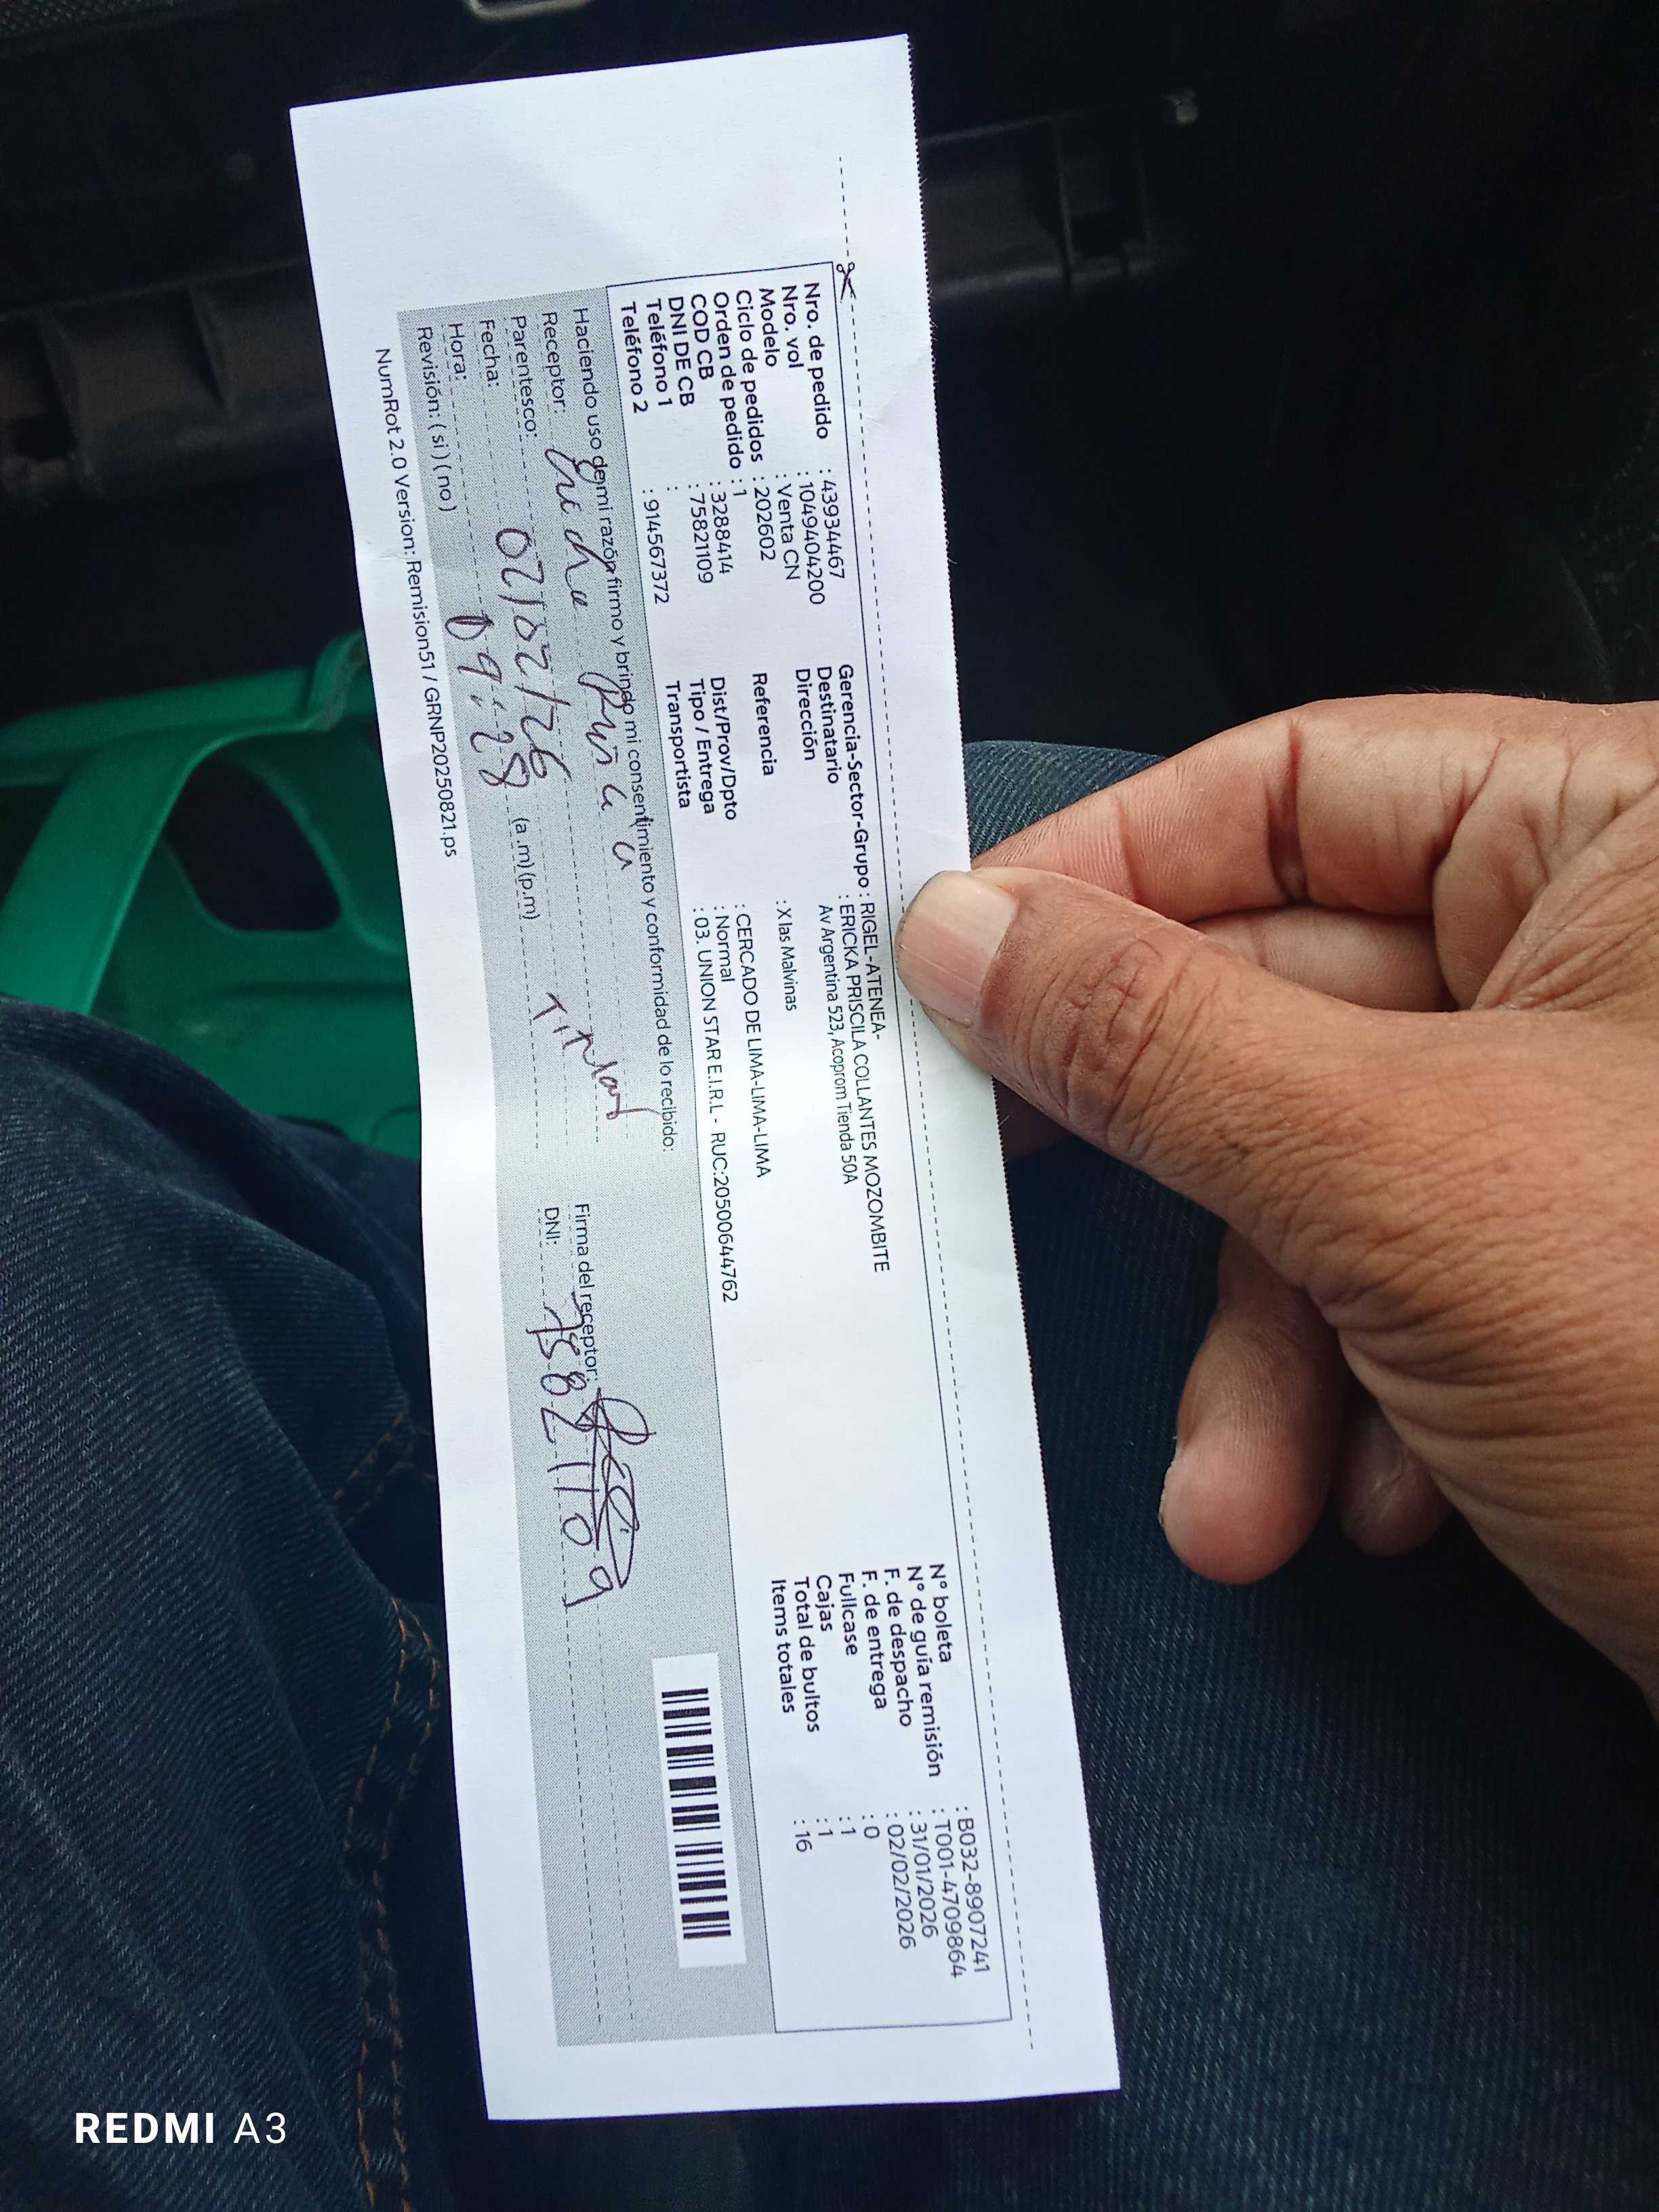 Nro. de pedido : 43934467
Nro. vol : 1049404200
Modelo : Venta CN
Ciclo de pedidos : 202602
Orden de pedido : 1
COD CB : 3288414
DNI DE CB : 75821109
Teléfono 1 :
Teléfono 2 : 914567372
Gerencia-Sector-Grupo : RIGEL-ATENEA-
Destinatario : ERICKA PRISCILA COLLANTES MOZOMBITE
Dirección Av Argentina 523, Acoprom Tienda 50A
Referencia : X las Malvinas
Dist/Prov/Dpto : CERCADO DE LIMA-LIMA-LIMA
Tipo / Entrega : Normal
Transportista : 03. UNION STAR E.I.R.L - RUC:20500644762
N° boleta : B032-8907241
N° de guía remisión : T001-4709864
F. de despacho : 31/01/2026
F. de entrega : 02/02/2026
Fullcase : 0
Cajas : 1
Total de bultos : 1
Items totales : 16
Haciendo uso de mi razón firmo y brindo mi consentimiento y conformidad de lo recibido:
Receptor:
Parentesco: Titular
Fecha: 02/02/26
Hora: 09:28 (a .m) (p.m)
Revisión: ( si ) ( no )
Firma del receptor:
DNI: 75821109
NumRot 2.0 Version: Remision51 / GRNP20250821.ps
REDMI A3